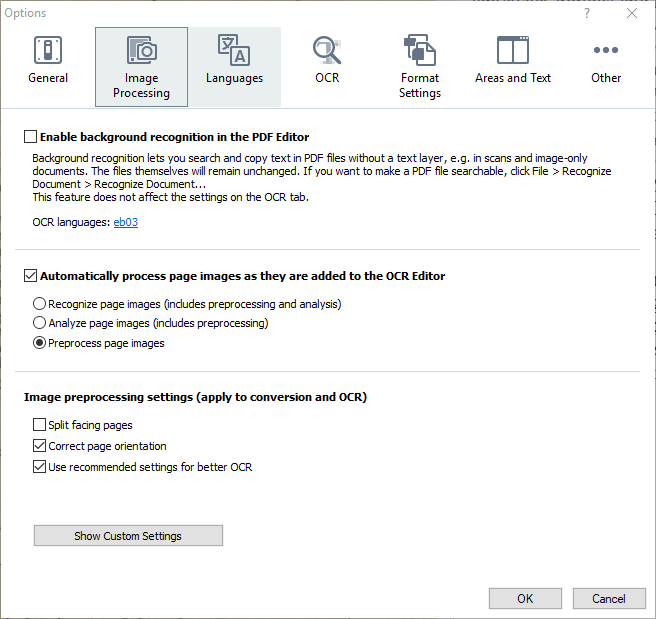 Options
?
General
Image
Processing
Languages
OCR
Format
Settings
Areas and Text
Other
Enable background recognition in the PDF Editor
Background recognition lets you search and copy text in PDF files without a text layer, e.g. in scans and image-only
documents. The files themselves will remain unchanged. If you want to make a PDF file searchable, click File > Recognize
Document > Recognize Document...
This feature does not affect the settings on the OCR tab.
OCR languages: eb03
Automatically process page images as they are added to the OCR Editor
Recognize page images (includes preprocessing and analysis)
Analyze page images (includes preprocessing)
Preprocess page images
Image preprocessing settings (apply to conversion and OCR)
Split facing pages
Correct page orientation
Use recommended settings for better OCR
Show Custom Settings
OK
Cancel